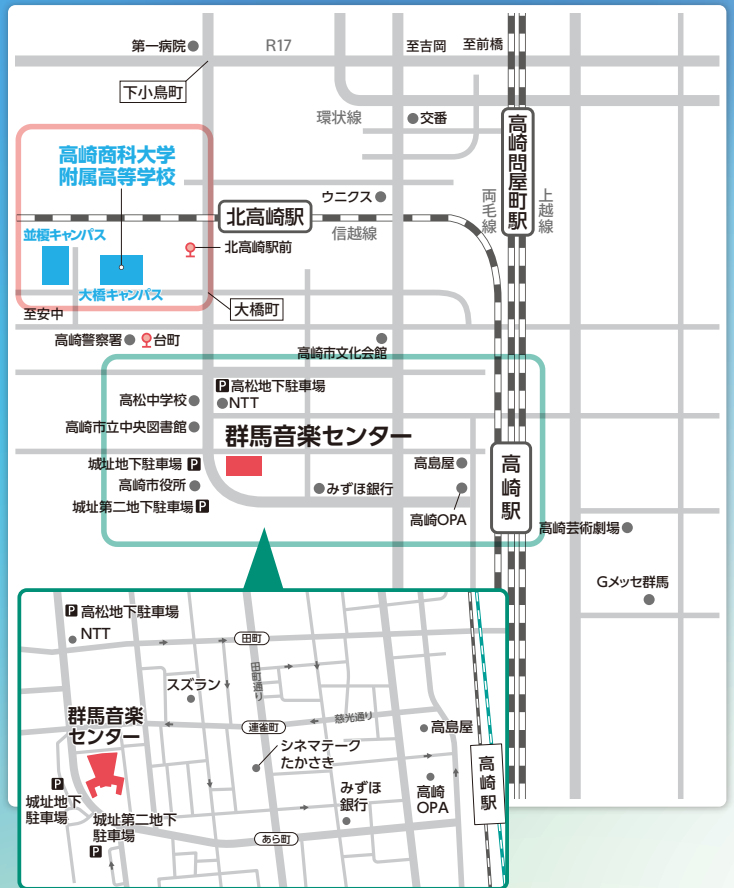 第一病院
R17
至吉岡
至前橋
下小鳥町
環状線
交番
高崎問屋町駅
高崎商科大学
附属高等学校
ウニクス
両毛線
上越線
北高崎駅
信越線
並榎キャンパス
北高崎駅前
大橋キャンパス
大橋町
至安中
高崎警察署
台町
高崎市文化会館
P高松地下駐車場
高松中学校
NTT
高崎市立中央図書館
群馬音楽センター
城址地下駐車場P
高島屋
高崎駅
高崎市役所
みずほ銀行
城址第二地下駐車場P
高崎OPA
高崎芸術劇場
Gメッセ群馬
P高松地下駐車場
NTT
田町
田町通り
スズラン
群馬音楽
センター
連雀町
慈光通り
高島屋
シネマテーク
たかさき
高崎駅
P
城址地下
駐車場
みずほ
銀行
高崎
OPA
城址第二地下
駐車場
P
あら町